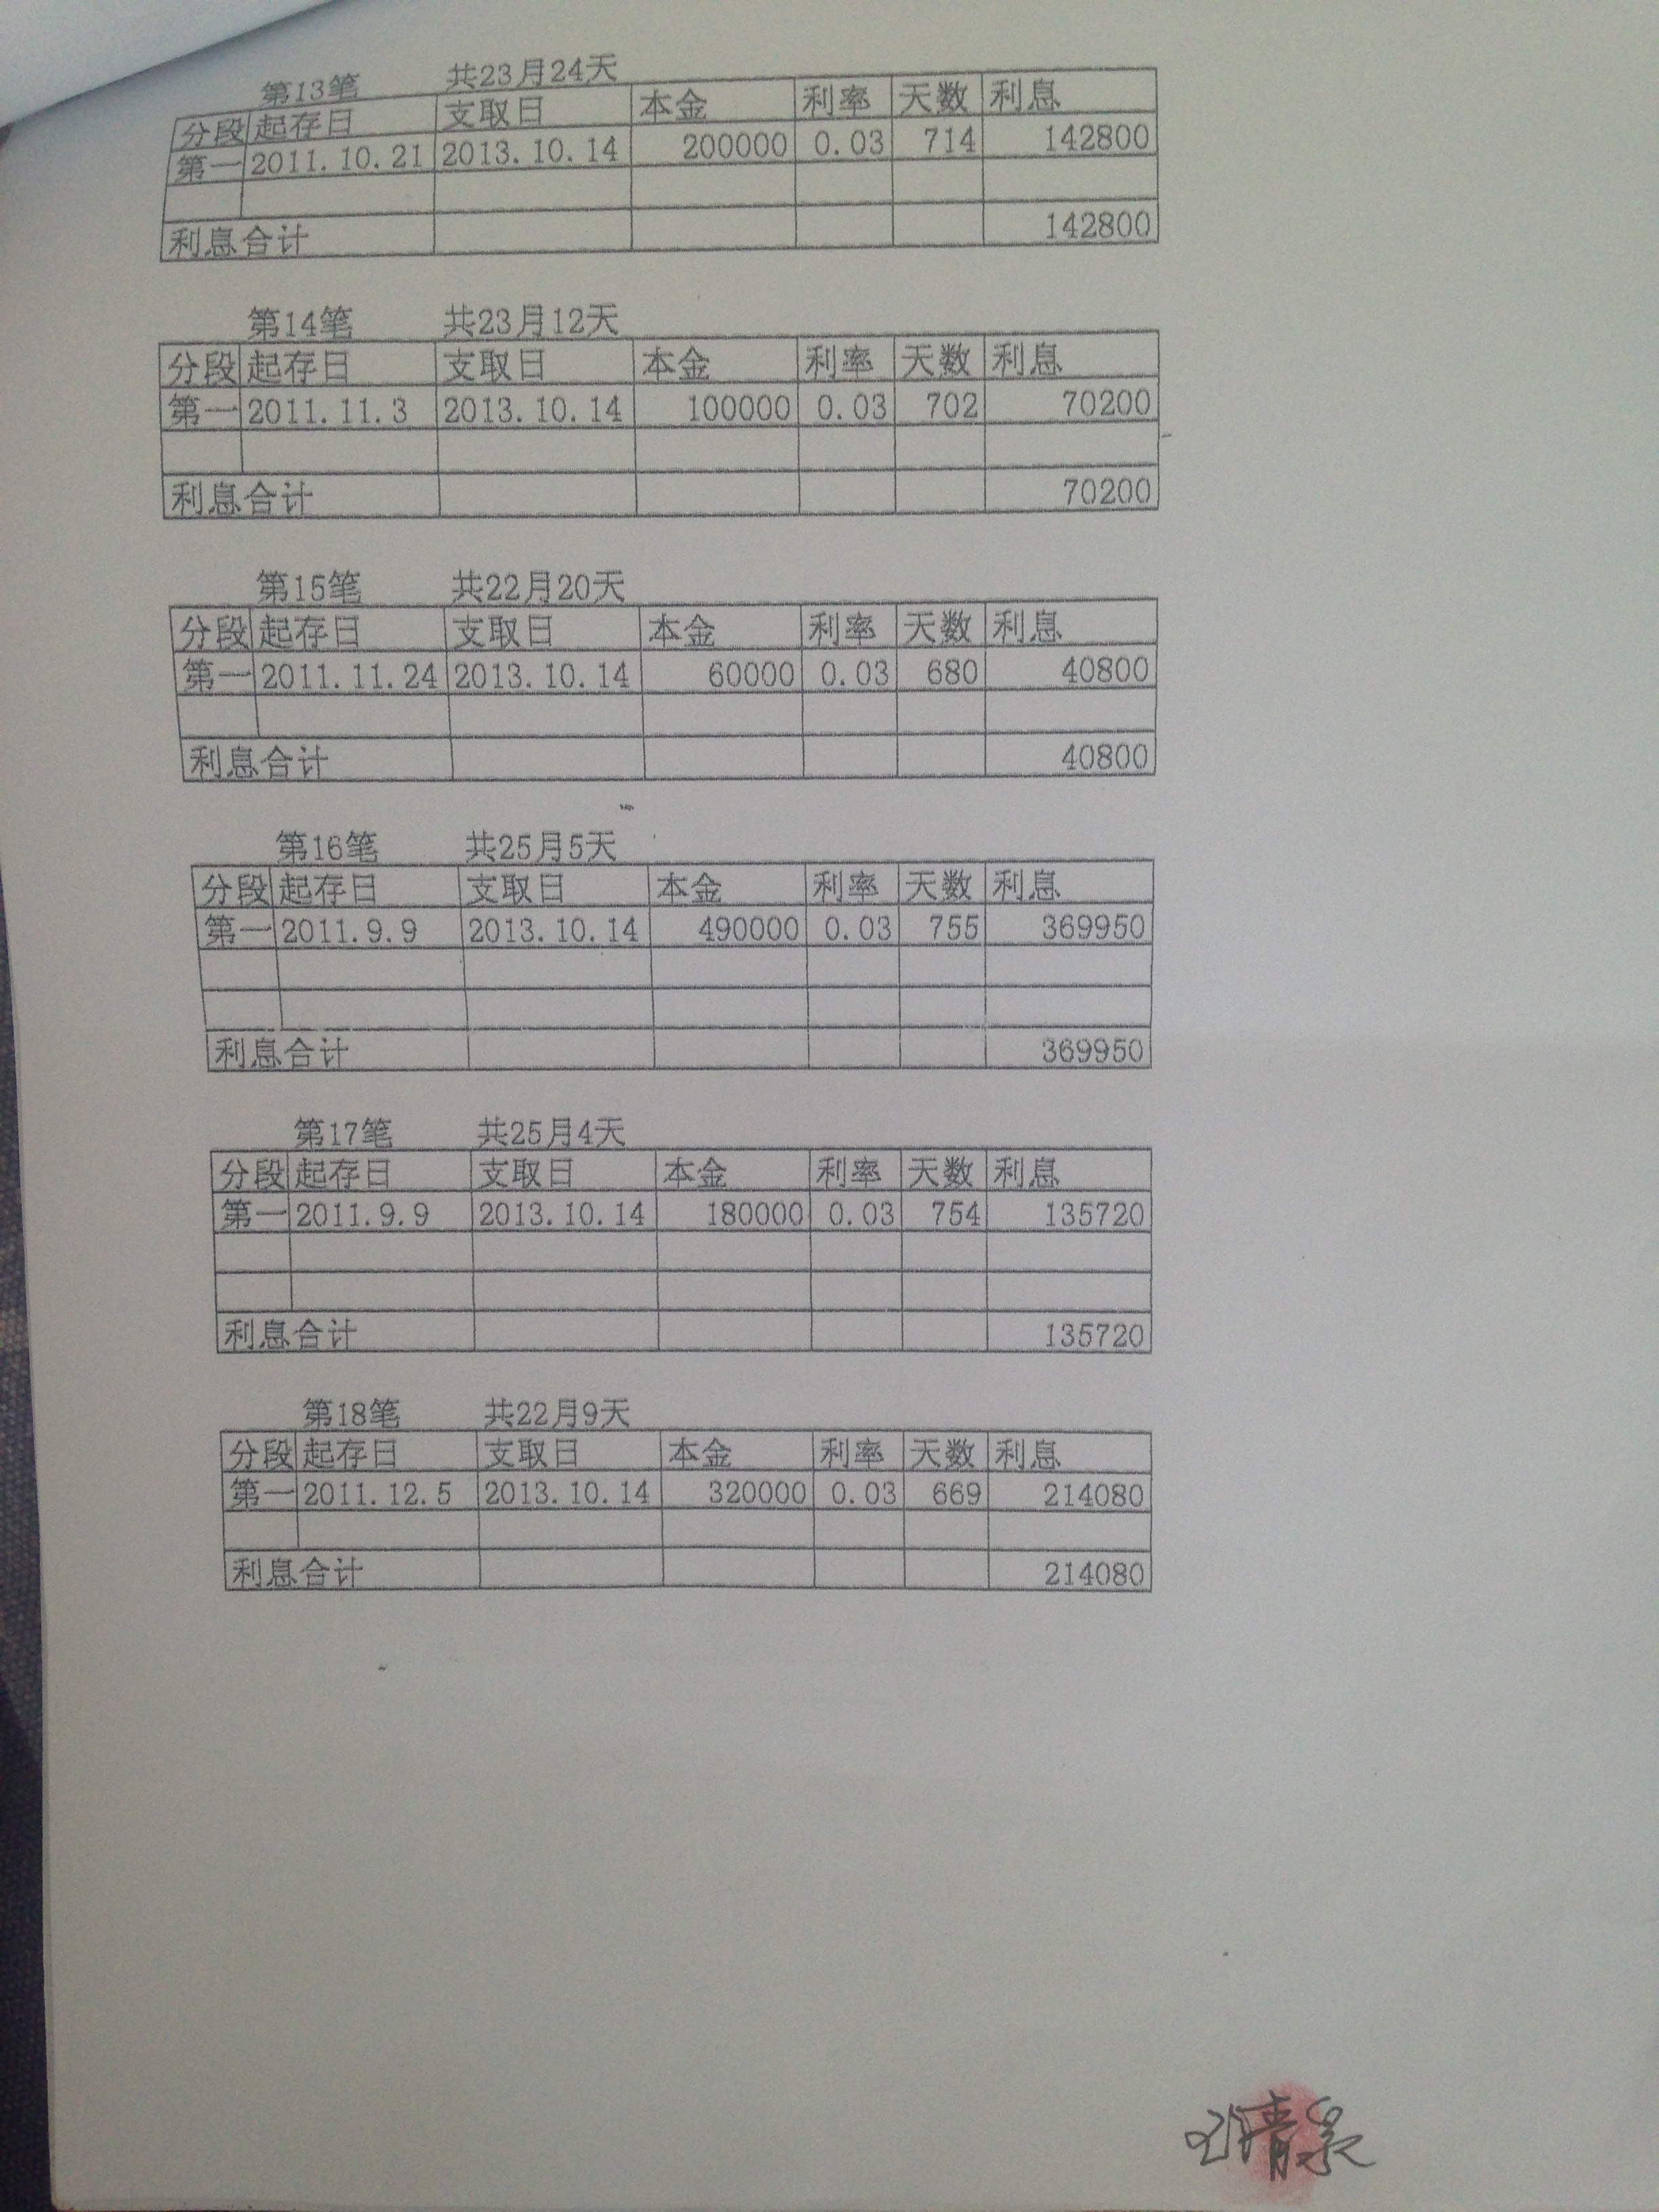 第13笔 共23月24天
分段 起存日 支取日 本金 利率 天数 利息
第一 2011.10.21 2013.10.14 200000 0.03 714 142800
利息合计 142800
第14笔 共23月12天
分段 起存日 支取日 本金 利率 天数 利息
第一 2011.11.3 2013.10.14 100000 0.03 702 70200
利息合计 70200
第15笔 共22月20天
分段 起存日 支取日 本金 利率 天数 利息
第一 2011.11.24 2013.10.14 60000 0.03 680 40800
利息合计 40800
第16笔 共25月5天
分段 起存日 支取日 本金 利率 天数 利息
第一 2011.9.9 2013.10.14 490000 0.03 755 369950
利息合计 369950
第17笔 共25月4天
分段 起存日 支取日 本金 利率 天数 利息
第一 2011.9.9 2013.10.14 180000 0.03 754 135720
利息合计 135720
第18笔 共22月9天
分段 起存日 支取日 本金 利率 天数 利息
第一 2011.12.5 2013.10.14 320000 0.03 669 214080
利息合计 214080